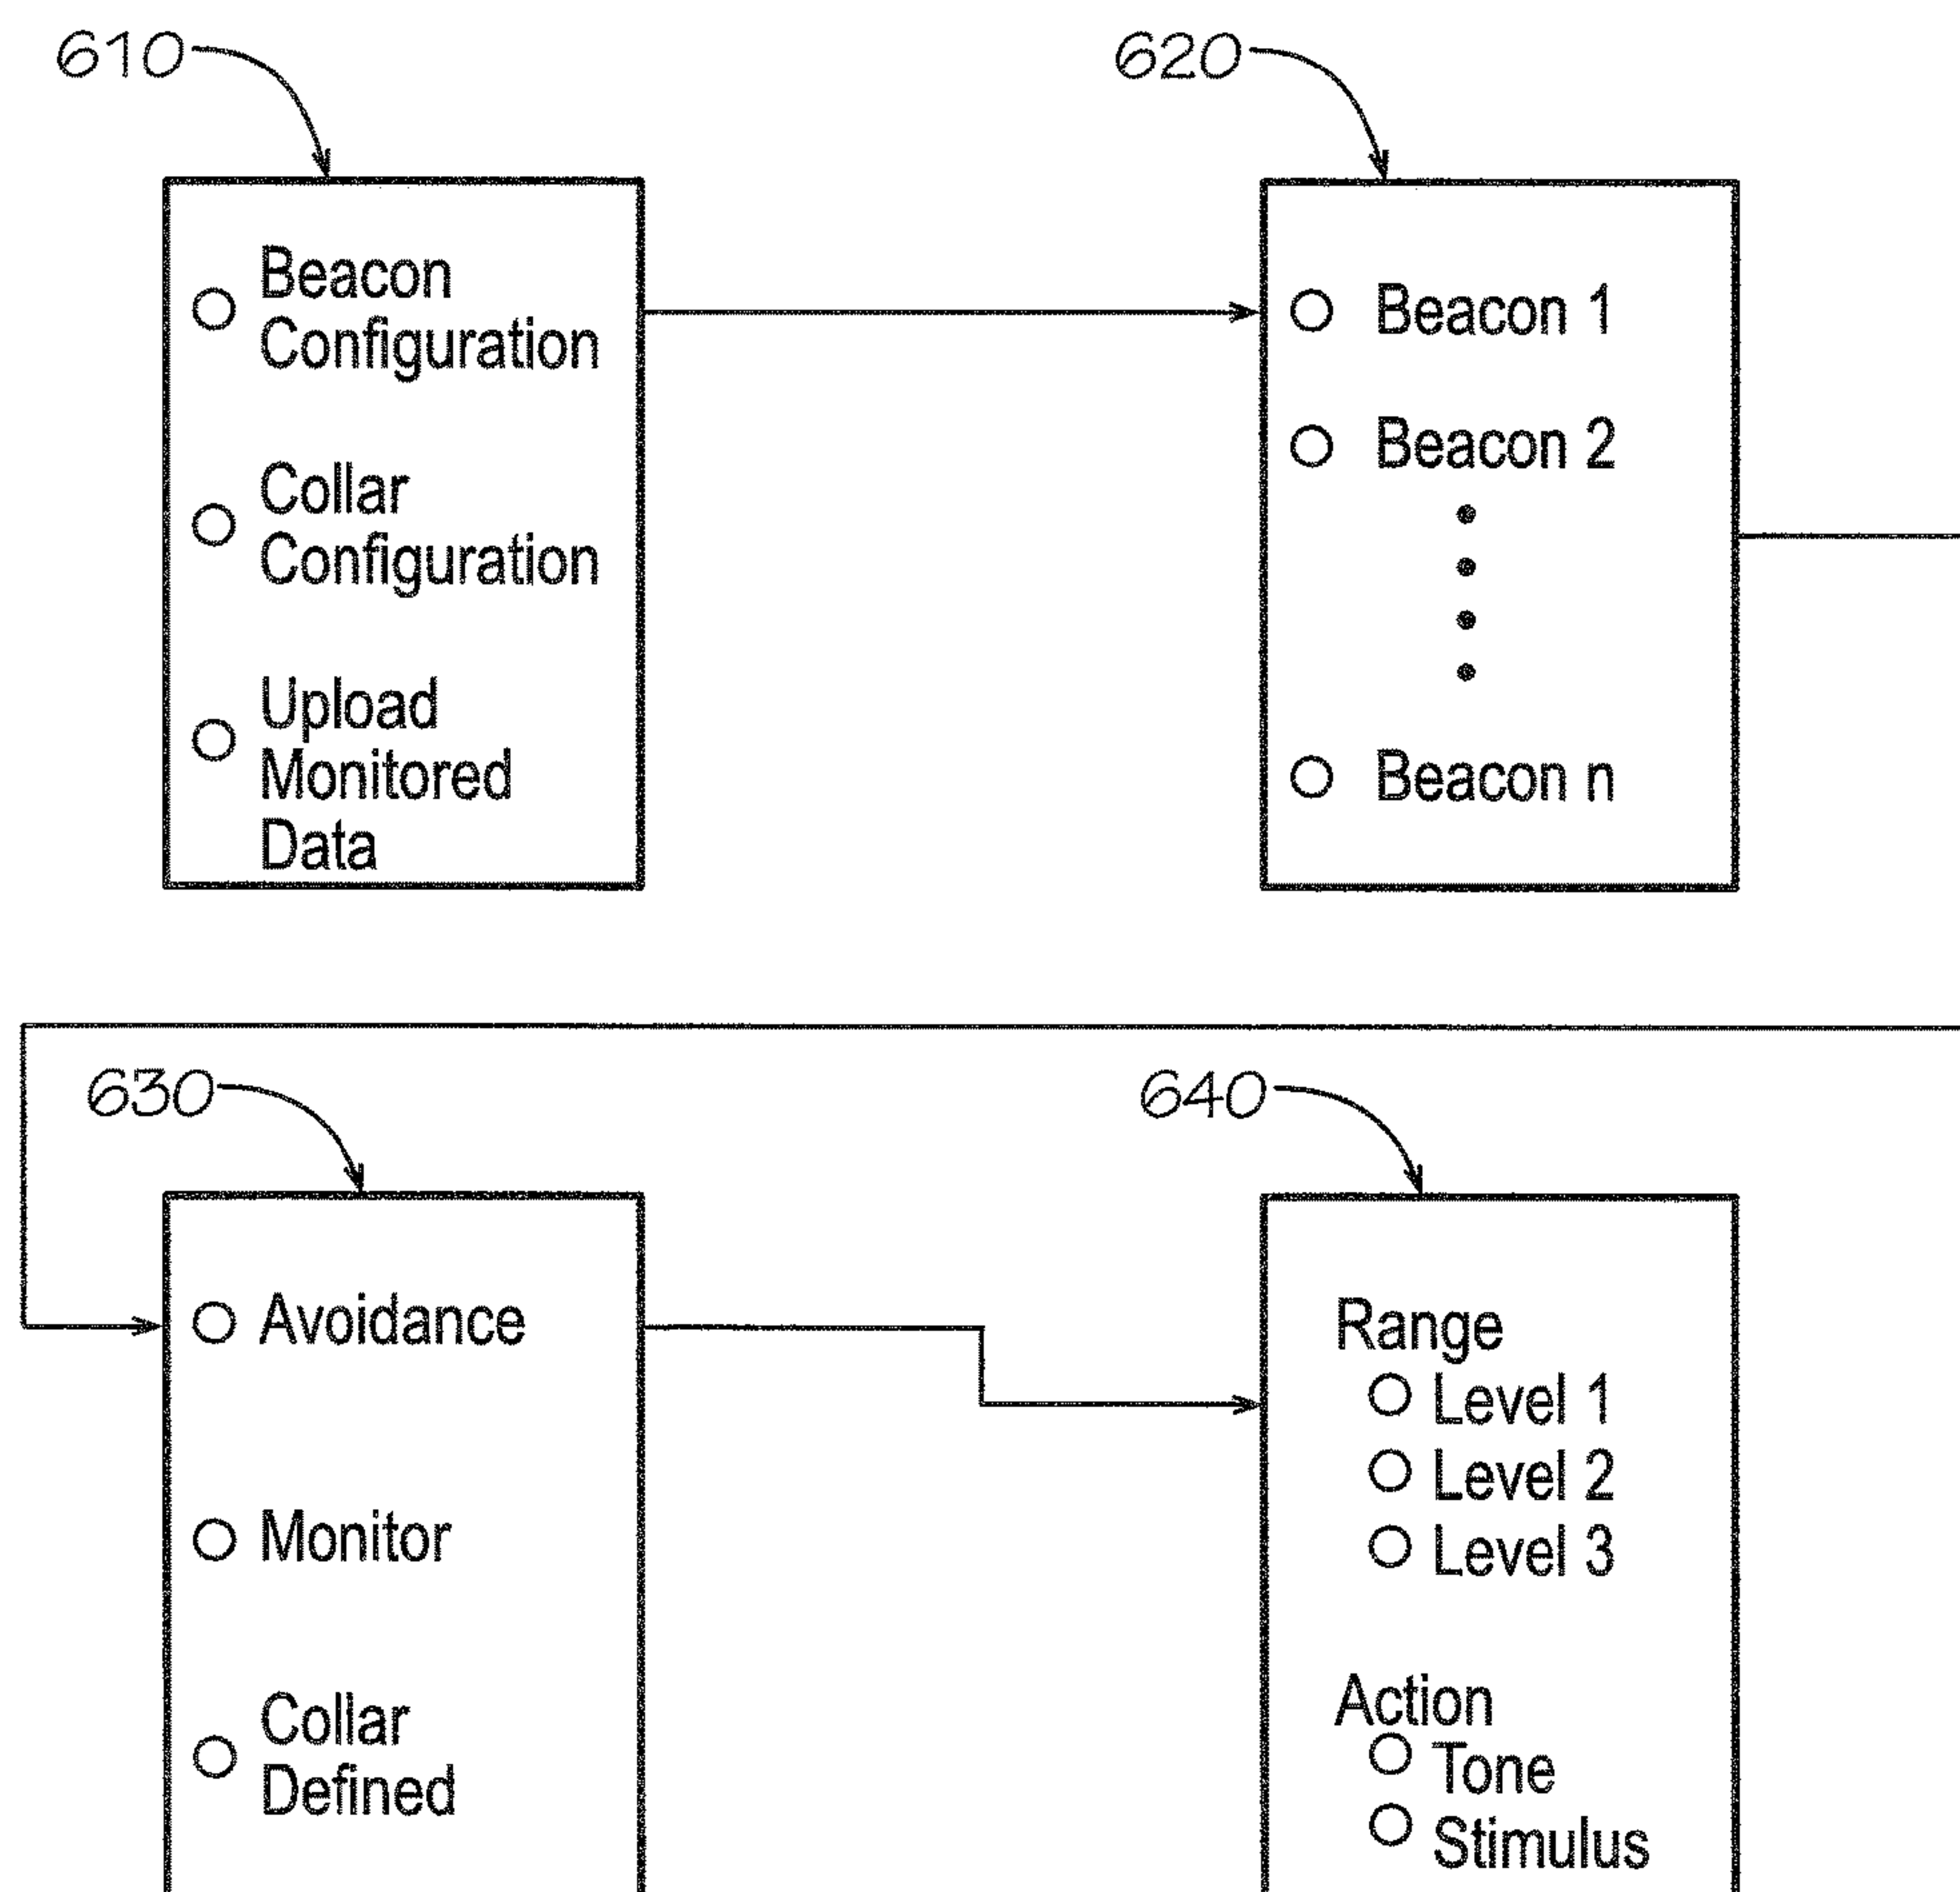 610
Beacon
Configuration
Collar
Configuration
Upload
Monitored
Data
620
Beacon 1
Beacon 2
Beacon n
630
Avoidance
Monitor
Collar
Defined
640
Range
Level 1
Level 2
Level 3
Action
Tone
Stimulus